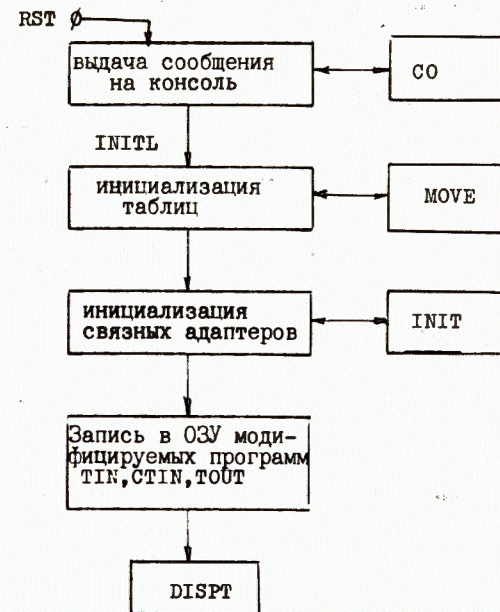 RST Ø
выдача сообщения
на консоль
CO
INITL
инициализация
таблиц
MOVE
инициализация
связных адаптеров
INIT
Запись в ОЗУ моди-
фицируемых программ
TIN,CTIN,TOUT
DISPT